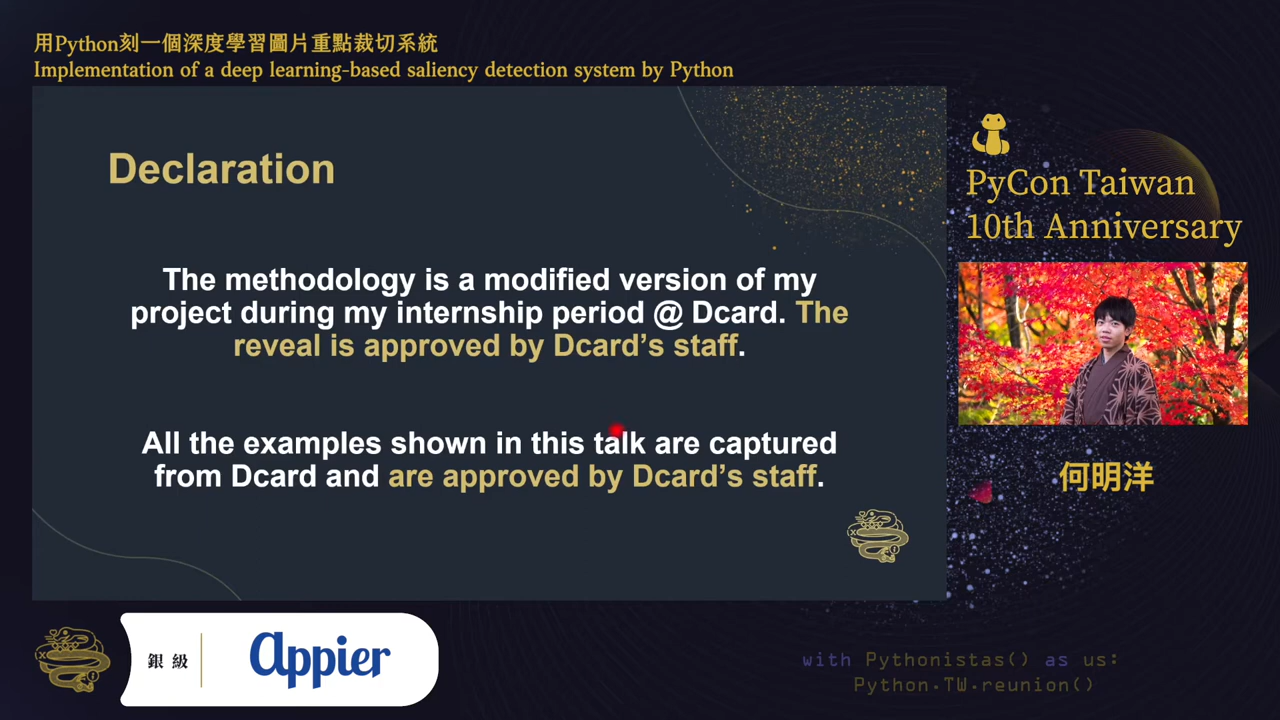 用Python刻一個深度學習圖片重點裁切系統
Implementation of a deep learning-based saliency detection system by Python
Declaration
The methodology is a modified version of my
project during my internship period @ Dcard. The
reveal is approved by Dcard's staff.
All the examples shown in this talk are captured
from Dcard and are approved by Dcard's staff.
PyCon Taiwan
10th Anniversary
何明洋
銀級
appier
with Pythonistas() as us:
Python.TW.reunion()